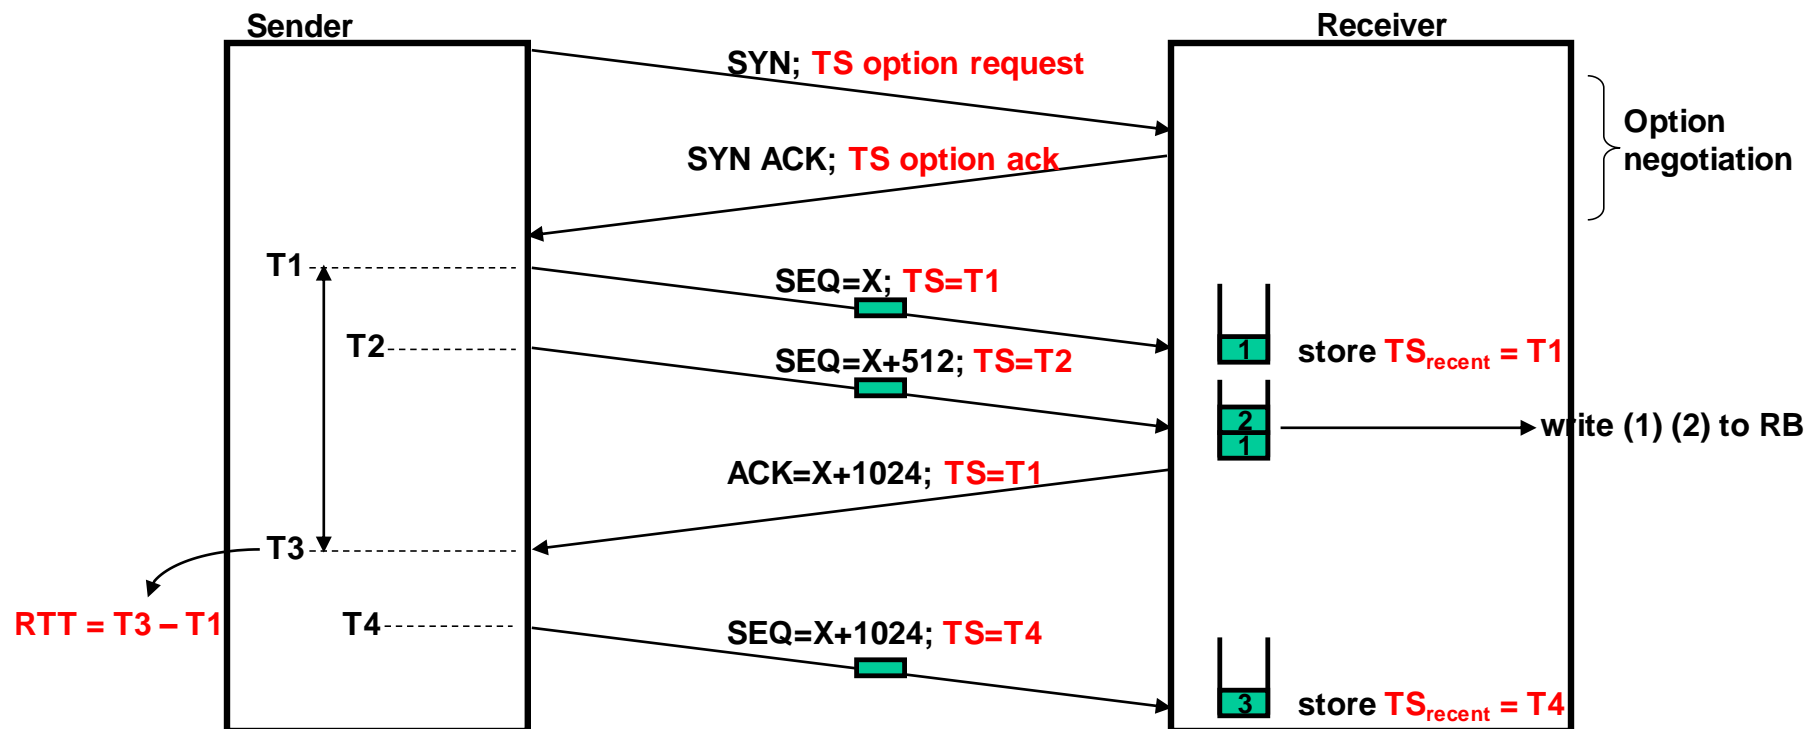 Sender
Receiver
SYN; TS option request
Option
negotiation
SYN ACK; TS option ack
T1
SEQ=X; TS=T1
T2
SEQ=X+512; TS=T2
1
store TSrecent = T1
2
1
write (1) (2) to RB
ACK=X+1024; TS=T1
T3
RTT = T3 – T1
T4
SEQ=X+1024; TS=T4
3
store TSrecent = T4